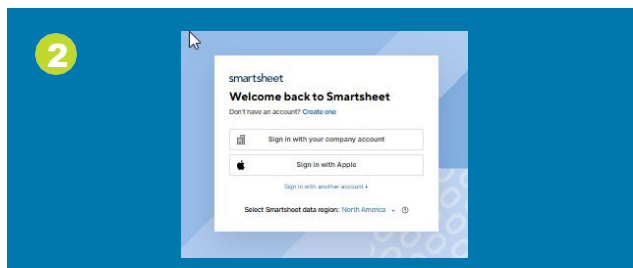 2
smartsheet
Welcome back to Smartsheet
Don't have an account? Create one
Sign in with your company account
Sign in with Apple
Sign in with another account
Select Smartsheet data region: North America ?